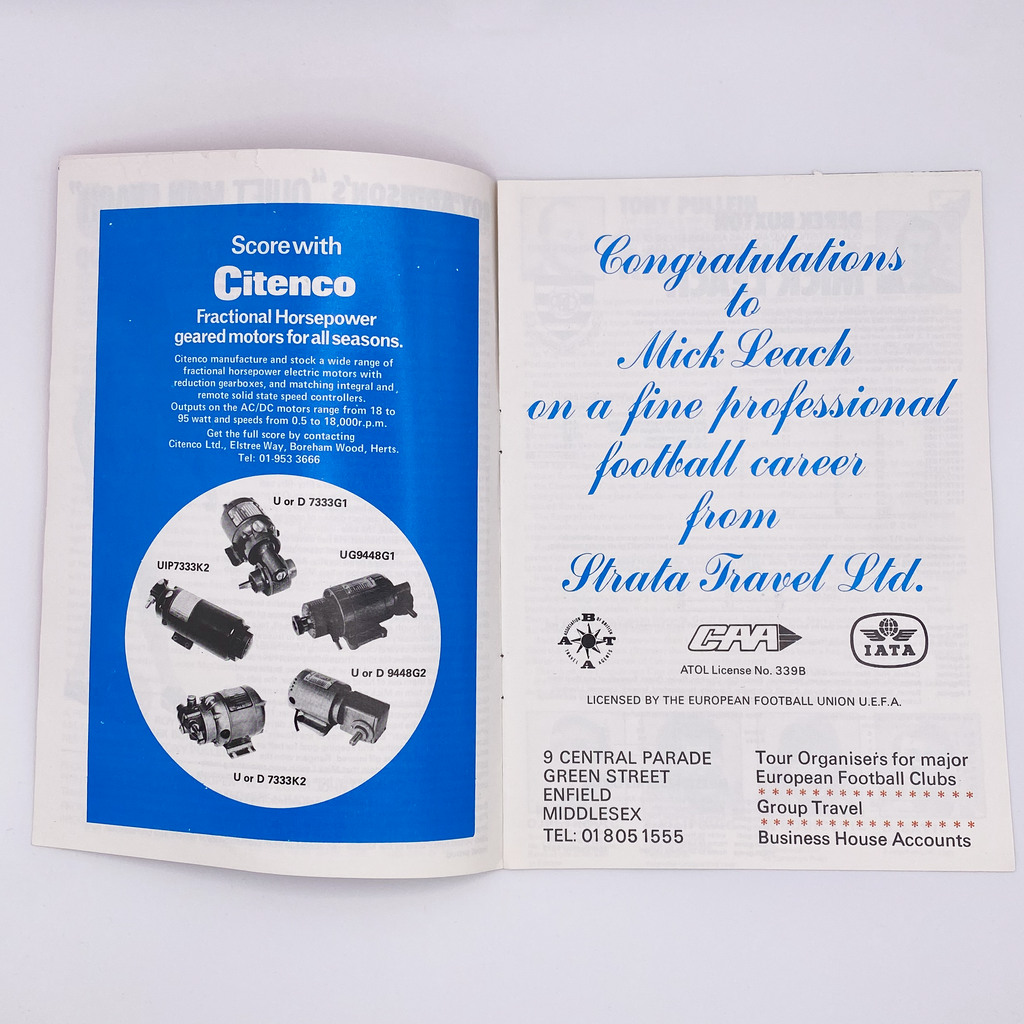 Score with
Citenco
Fractional Horsepower
geared motors for all seasons.
Citenco manufacture and stock a wide range of
fractional horsepower electric motors with
reduction gearboxes, and matching integral and
remote solid state speed controllers.
Outputs on the AC/DC motors range from 18 to
95 watt and speeds from 0.5 to 18,000r.p.m.
Get the full score by contacting
Citenco Ltd., Elstree Way, Boreham Wood, Herts.
Tel: 01-953 3666
U or D 7333G1
UG9448G1
UIP7333K2
U or D 9448G2
U or D 7333K2
Congratulations
to
Mick Leach
on a fine professional
football career
from
Strata Travel Ltd.
ABTA
ASSOCIATION OF BRITISH TRAVEL AGENTS
CAA
IATA
ATOL License No. 339B
LICENSED BY THE EUROPEAN FOOTBALL UNION U.E.F.A.
9 CENTRAL PARADE
GREEN STREET
ENFIELD
MIDDLESEX
TEL: 01 805 1555
Tour Organisers for major
European Football Clubs
***************
Group Travel
***************
Business House Accounts